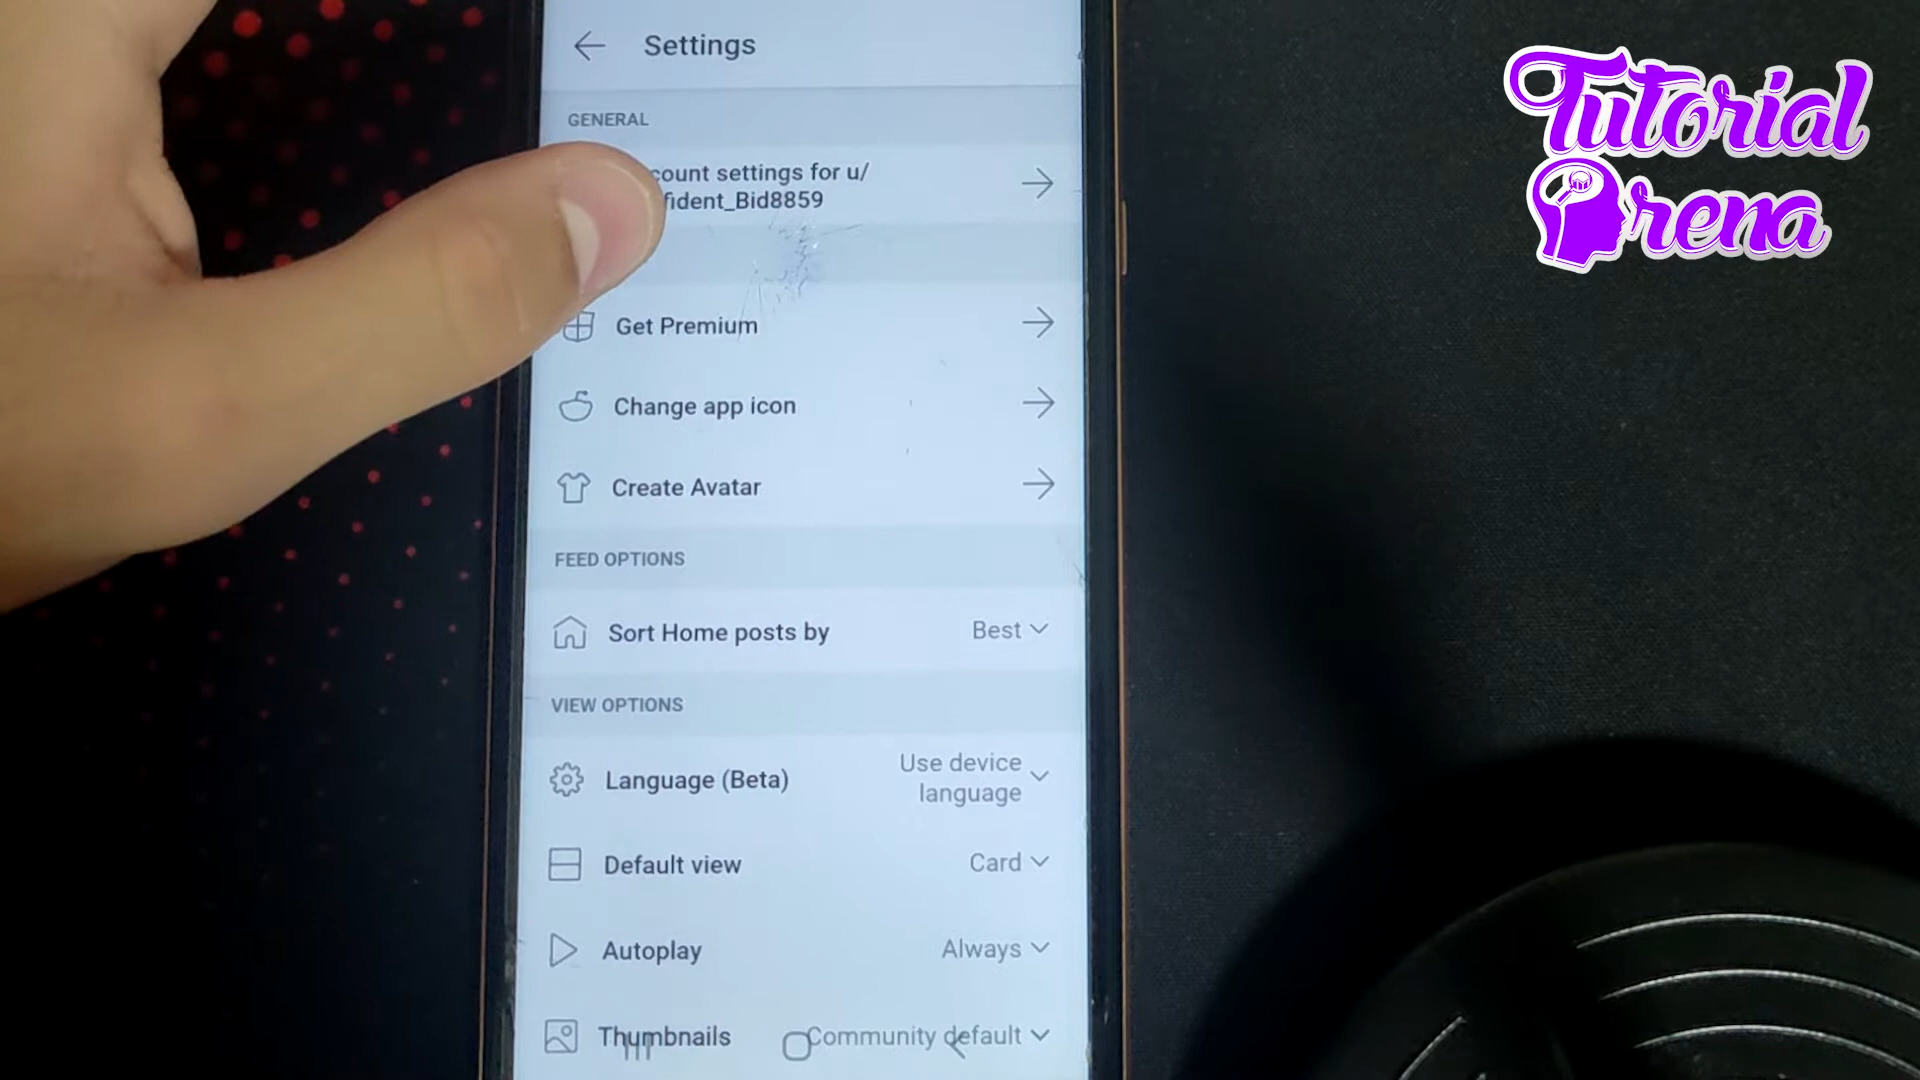 Settings
GENERAL
count settings for u/
fident_Bid8859
Get Premium
Change app icon
Create Avatar
FEED OPTIONS
Sort Home posts by
Best
VIEW OPTIONS
Language (Beta)
Use device
language
Default view
Card
Autoplay
Always
Thumbnails
Community default
Tutorial
Arena